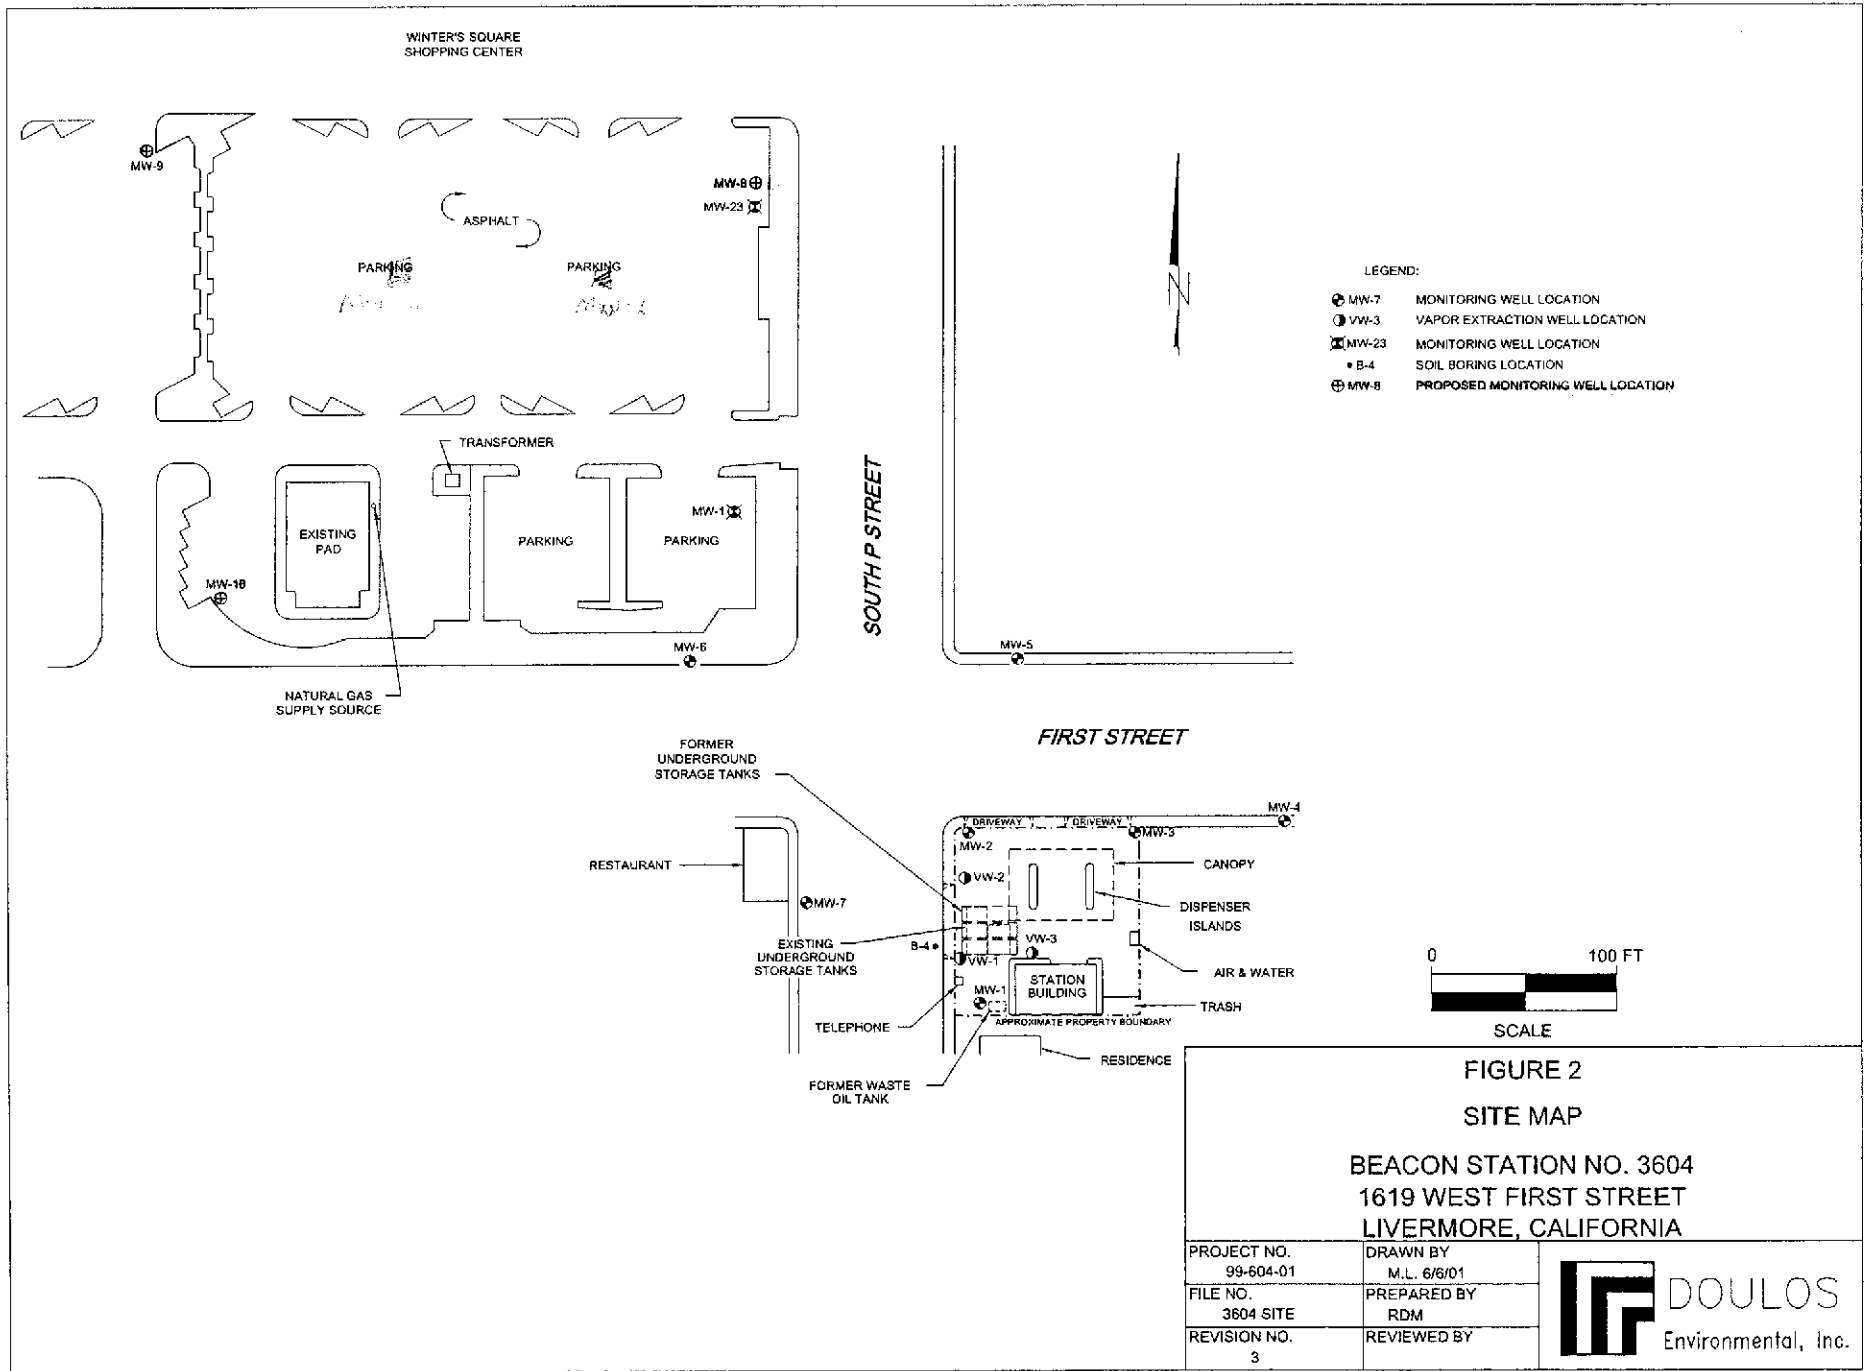 WINTER'S SQUARE
SHOPPING CENTER
MW-9
MW-8
MW-23
ASPHALT
PARKING
PARKING
LEGEND:
MW-7 MONITORING WELL LOCATION
VW-3 VAPOR EXTRACTION WELL LOCATION
MW-23 MONITORING WELL LOCATION
B-4 SOIL BORING LOCATION
MW-8 PROPOSED MONITORING WELL LOCATION
N
TRANSFORMER
EXISTING
PAD
MW-1
PARKING
PARKING
SOUTH P STREET
MW-6
MW-5
NATURAL GAS
SUPPLY SOURCE
FIRST STREET
FORMER
UNDERGROUND
STORAGE TANKS
MW-4
DRIVEWAY
DRIVEWAY
MW-3
MW-2
RESTAURANT
CANOPY
VW-2
MW-7
DISPENSER
ISLANDS
EXISTING
UNDERGROUND
STORAGE TANKS
B-4
VW-3
VW-1
AIR & WATER
STATION
BUILDING
MW-1
TRASH
TELEPHONE
APPROXIMATE PROPERTY BOUNDARY
RESIDENCE
FORMER WASTE
OIL TANK
0 100 FT
SCALE
FIGURE 2
SITE MAP
BEACON STATION NO. 3604
1619 WEST FIRST STREET
LIVERMORE, CALIFORNIA
PROJECT NO.
99-604-01
DRAWN BY
M.L. 6/6/01
FILE NO.
3604 SITE
PREPARED BY
RDM
REVISION NO.
3
REVIEWED BY
DOULOS
Environmental, Inc.